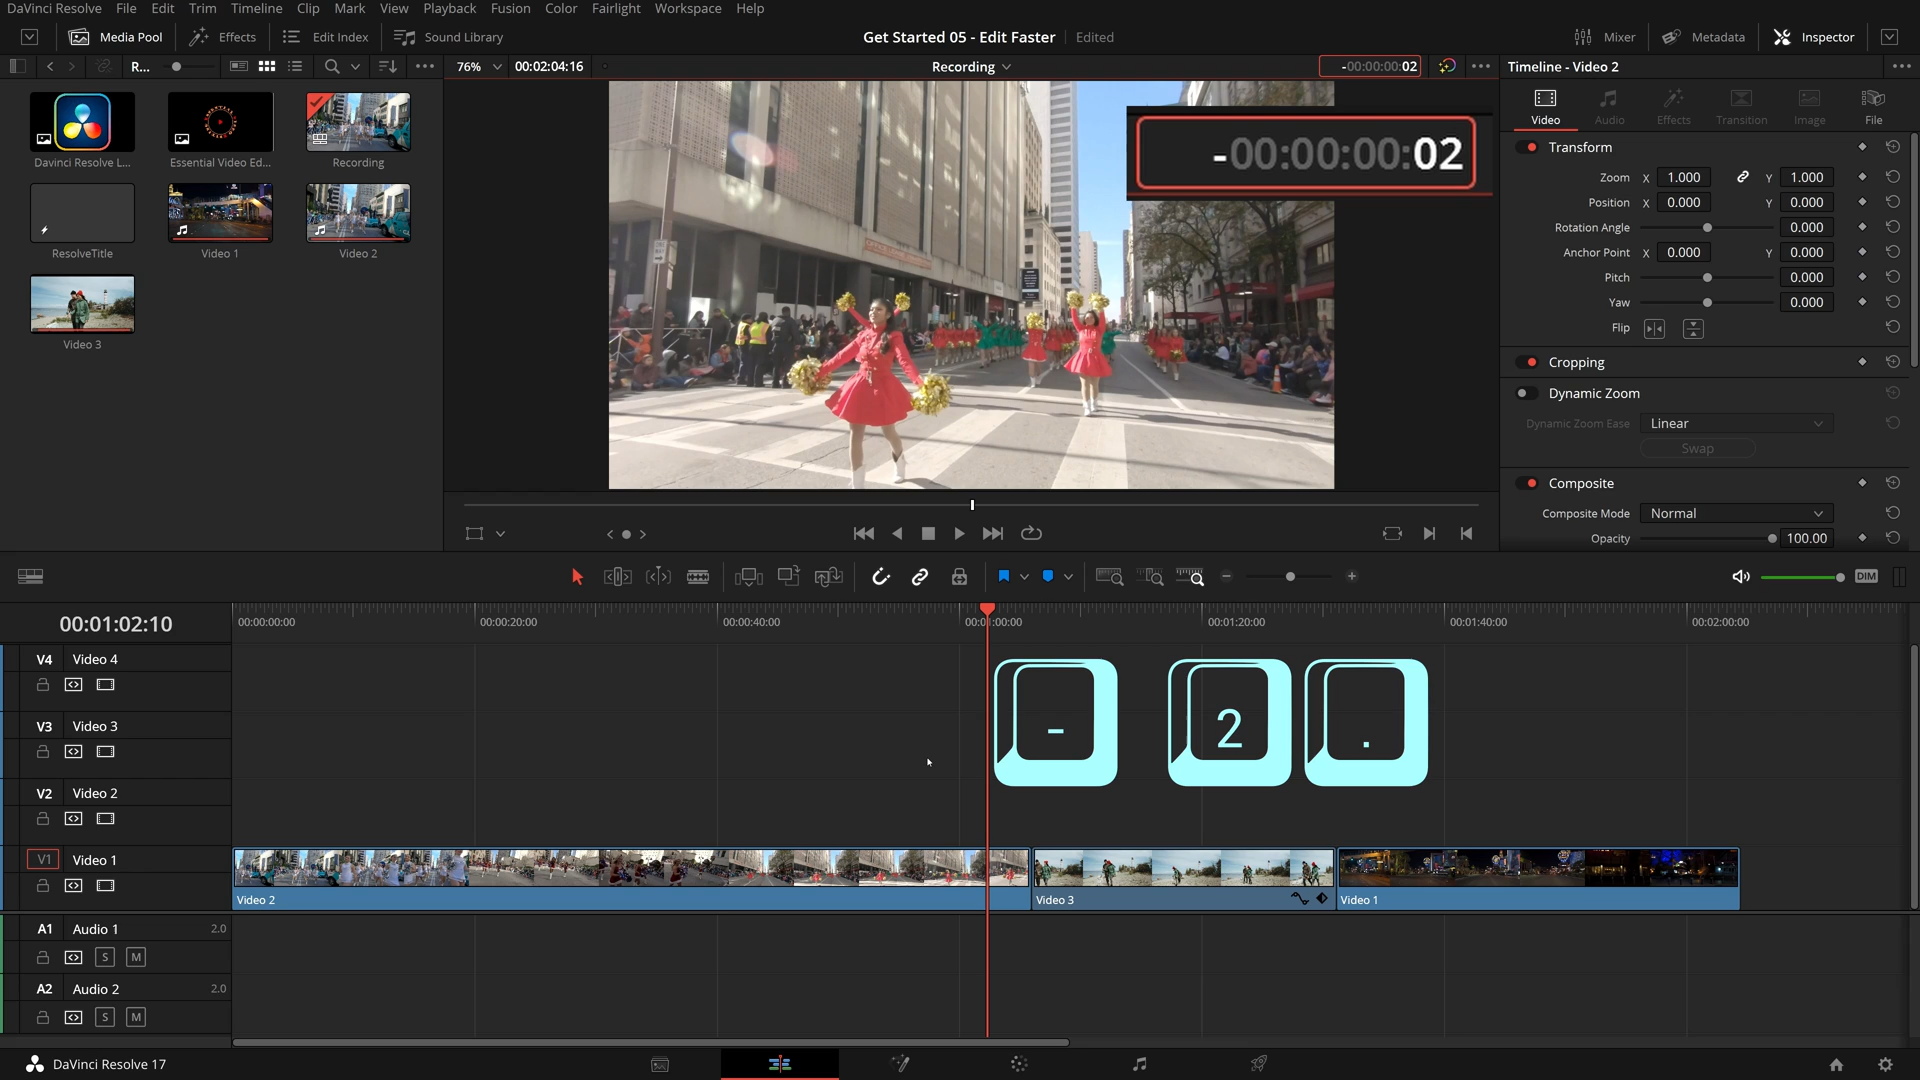 DaVinci Resolve File Edit Trim Timeline Clip Mark View Playback Fusion Color Fairlight Workspace Help
Media Pool Effects Edit Index Sound Library Get Started 05 - Edit Faster Edited Mixer Metadata Inspector
R... 76% 00:02:04:16 Recording -00:00:00:02 Timeline - Video 2
Davinci Resolve L... Essential Video Ed... Recording
ResolveTitle Video 1 Video 2
Video 3
-00:00:00:02
Video Audio Effects Transition Image File
Transform
Zoom X 1.000 Y 1.000
Position X 0.000 Y 0.000
Rotation Angle 0.000
Anchor Point X 0.000 Y 0.000
Pitch 0.000
Yaw 0.000
Flip
Cropping
Dynamic Zoom
Dynamic Zoom Ease Linear
Swap
Composite
Composite Mode Normal
Opacity 100.00
DIM
00:01:02:10 00:00:00:00 00:00:20:00 00:00:40:00 00:01:00:00 00:01:20:00 00:01:40:00 00:02:00:00
V4 Video 4
V3 Video 3
- 2 .
V2 Video 2
V1 Video 1
Video 2 Video 3 Video 1
A1 Audio 1 2.0
S M
A2 Audio 2 2.0
S M
DaVinci Resolve 17